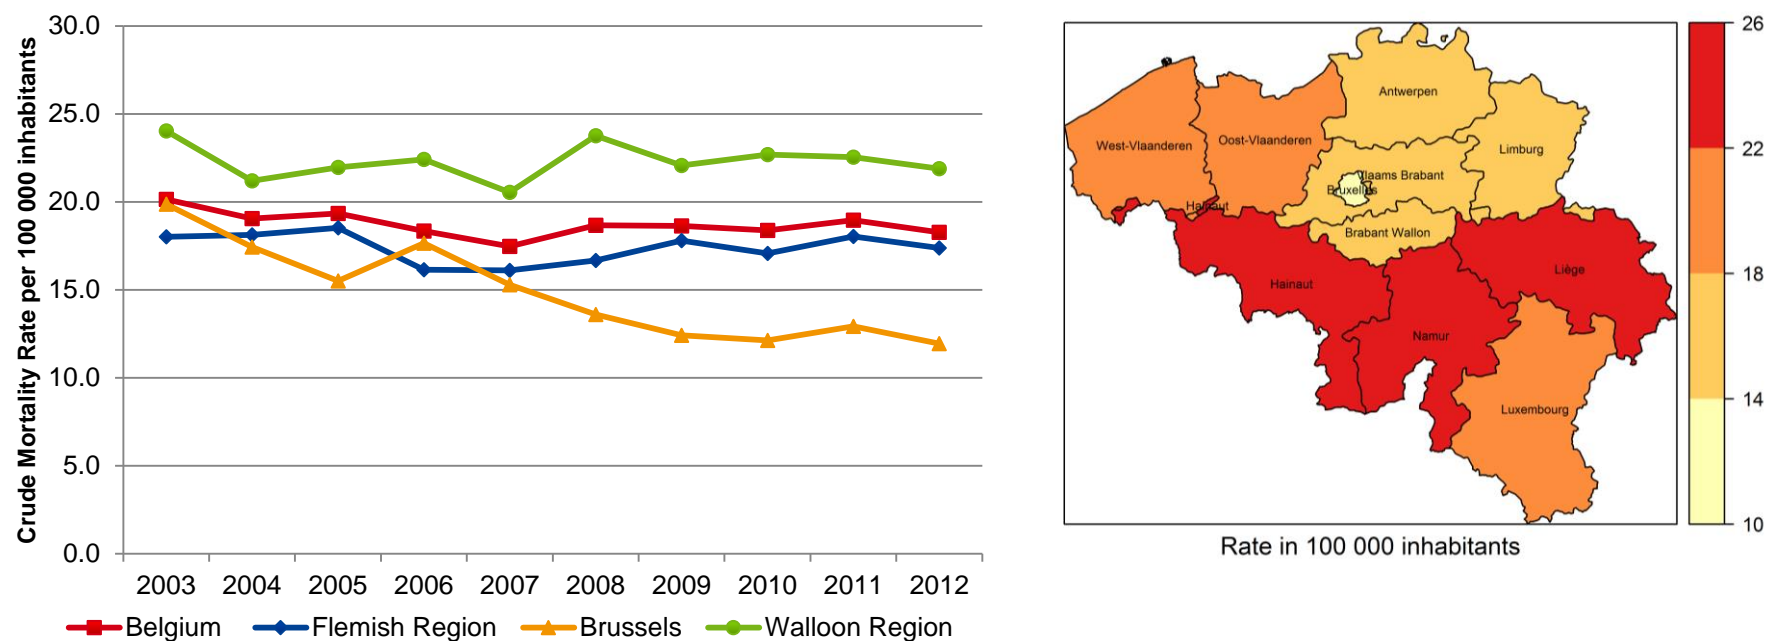 Crude Mortality Rate per 100 000 inhabitants
30.0
25.0
20.0
15.0
10.0
5.0
0.0
2003 2004 2005 2006 2007 2008 2009 2010 2011 2012
Belgium Flemish Region Brussels Walloon Region
Antwerpen
West-Vlaanderen
Oost-Vlaanderen
Limburg
Vlaams Brabant
Bruxelles
Hainaut
Brabant Wallon
Liège
Hainaut
Namur
Luxembourg
26
22
18
14
10
Rate in 100 000 inhabitants